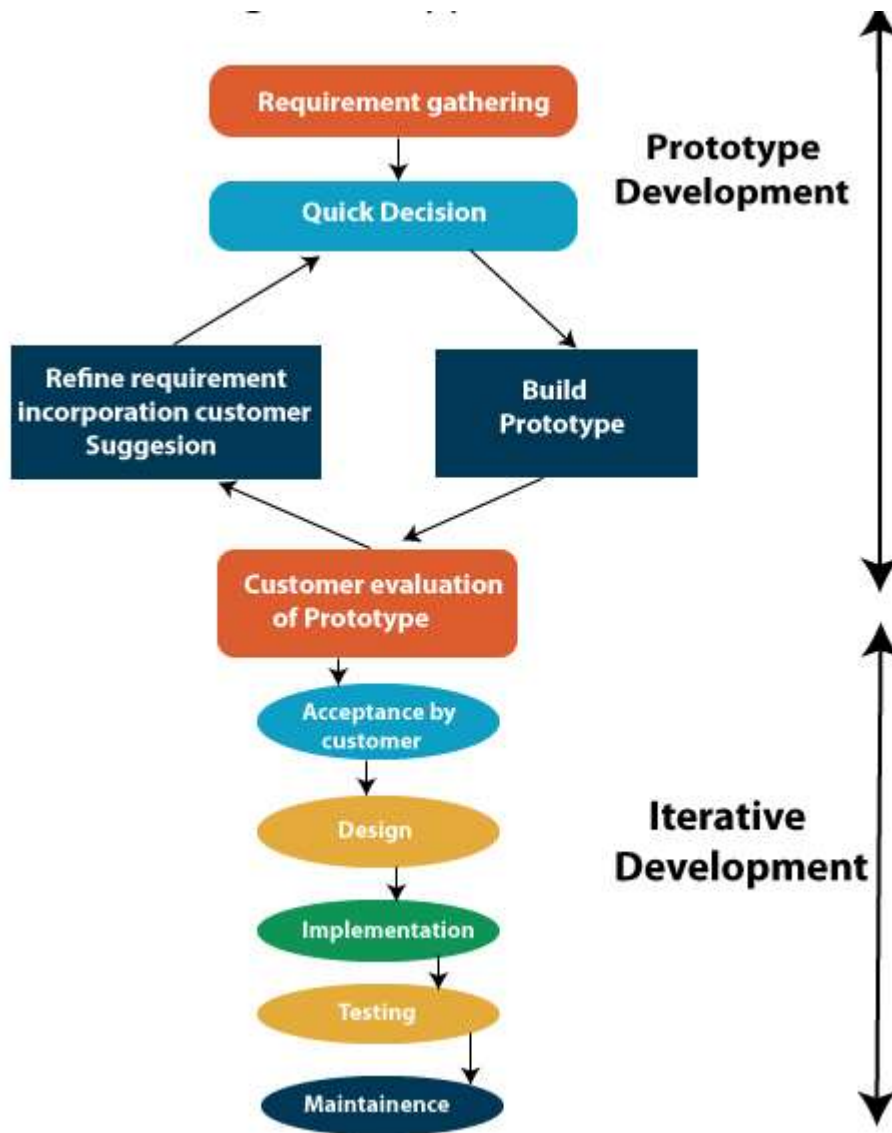 Requirement gathering
Prototype
Development
Quick Decision
Refine requirement
incorporation customer
Suggesion
Build
Prototype
Customer evaluation
of Prototype
Acceptance by
customer
Design
Iterative
Development
Implementation
Testing
Maintainence